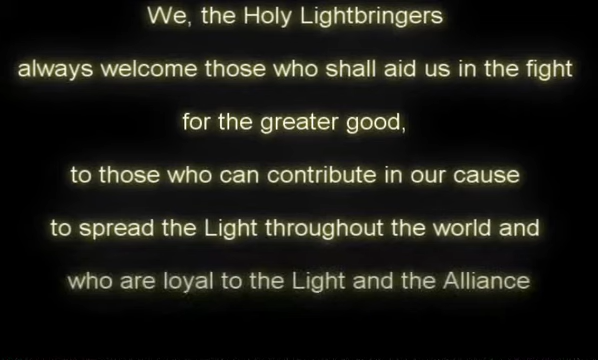 We, the Holy Lightbringers
always welcome those who shall aid us in the fight
for the greater good,
to those who can contribute in our cause
to spread the Light throughout the world and
who are loyal to the Light and the Alliance